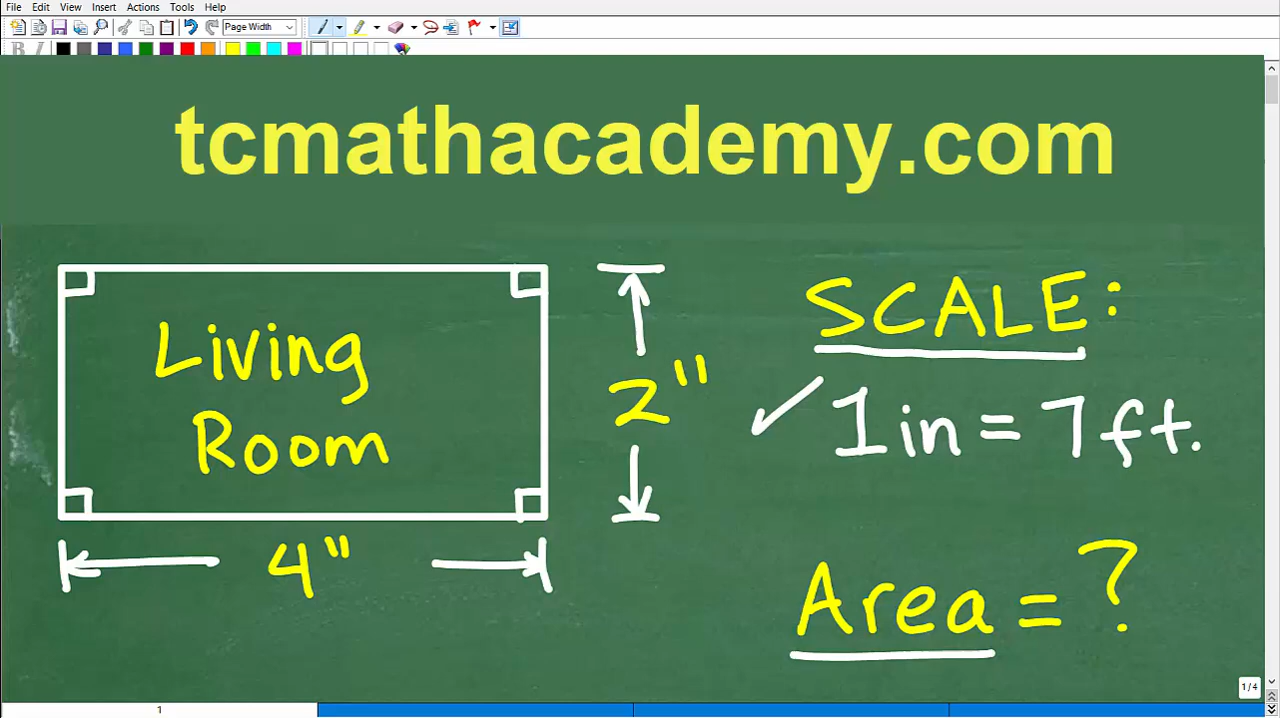 File Edit View Insert Actions Tools Help
Page Width
B I
tcmathacademy.com
Living
Room
2"
4"
SCALE:
1 in = 7 ft.
Area = ?
1/4
1